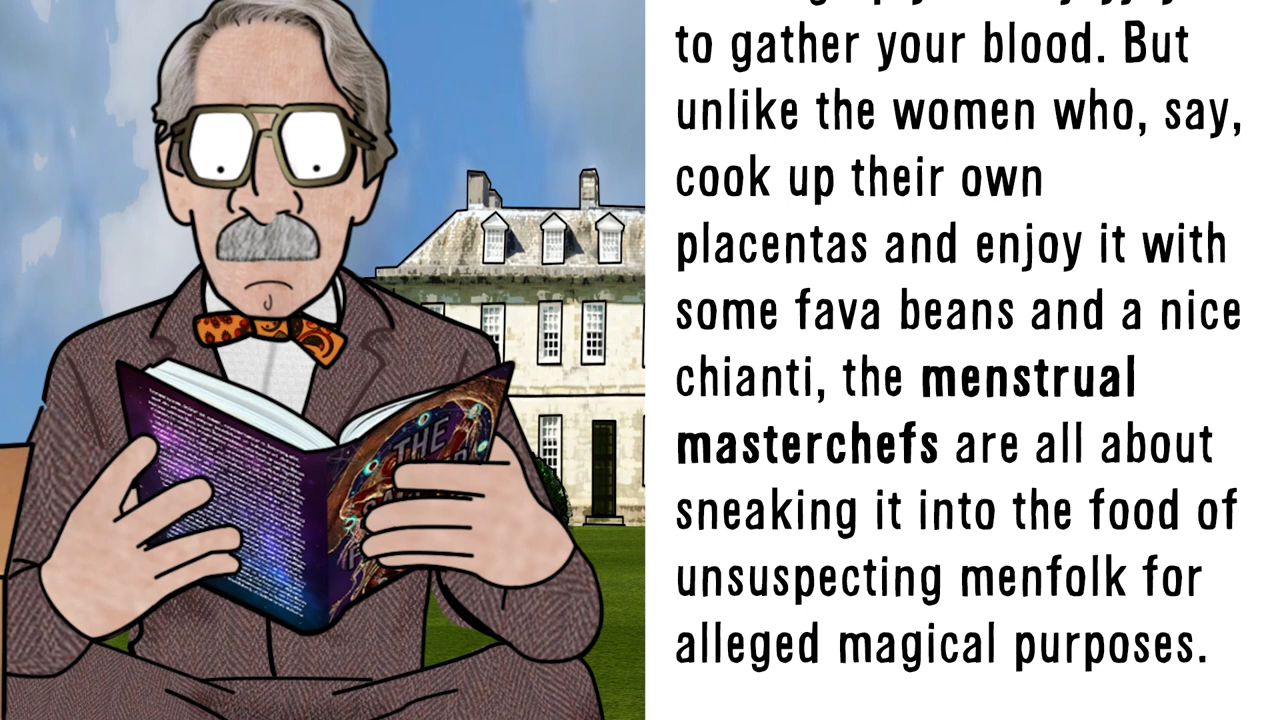 to gather your blood. But
unlike the women who, say,
cook up their own
placentas and enjoy it with
some fava beans and a nice
chianti, the menstrual
masterchefs are all about
sneaking it into the food of
unsuspecting menfolk for
alleged magical purposes.
THE